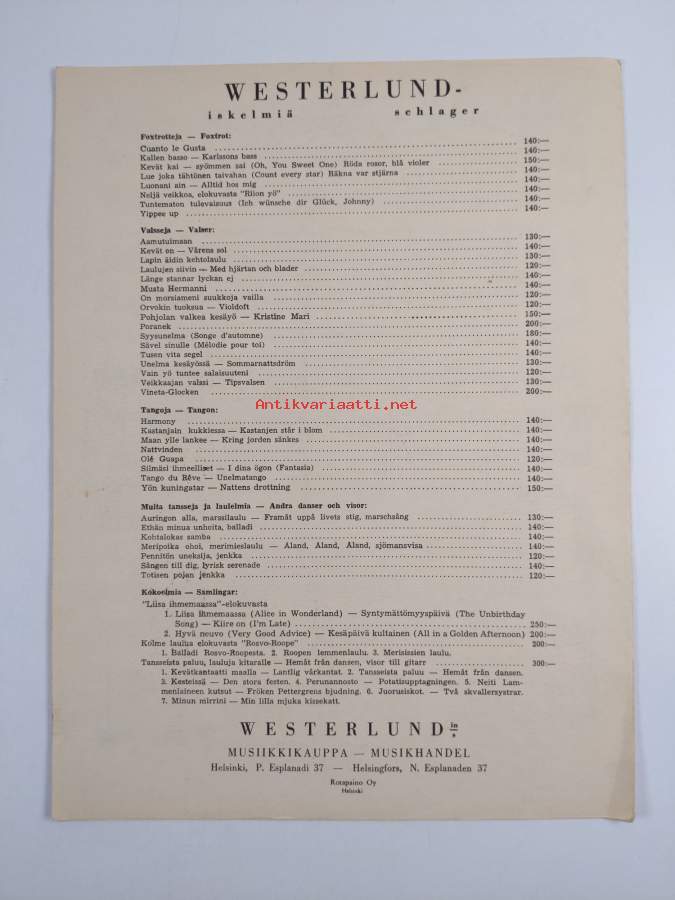 WESTERLUND-
iskelmiä schlager
Foxtrotteja — Foxtrot:
Cuanto le Gusta 140:—
Kallen basso — Karlssons bass 140:—
Kevät kai — syömmen sai (Oh, You Sweet One) Röda rosor, blå violer 150:—
Lue joka tähtönen taivahan (Count every star) Räkna var stjärna 140:—
Luonani ain — Alltid hos mig 140:—
Neljä veikkoa, elokuvasta "Riion yö" 140:—
Tuntematon tulevaisuus (Ich wünsche dir Glück, Johnny) 140:—
Yippee up 140:—
Valsseja — Valser:
Aamutuimaan 130:—
Kevät on — Vårens sol 140:—
Lapin äidin kehtolaulu 130:—
Laulujen siivin — Med hjärtan och blader 120:—
Länge stannar lyckan ej 140:—
Musta Hermanni 140:—
On morsiameni suukkoja vailla 120:—
Orvokin tuoksua — Violdoft 120:—
Pohjolan valkea kesäyö — Kristine Mari 150:—
Poranek 200:—
Syysunelma (Songe d'automne) 180:—
Sävel sinulle (Mélodie pour toi) 140:—
Tusen vita segel 140:—
Unelma kesäyössä — Sommarnattsdröm 130:—
Vain yö tuntee salaisuuteni 120:—
Veikkaajan valssi — Tipsvalsen 130:—
Vineta-Glocken 200:—
Antikvariaatti.net
Tangoja — Tangon:
Harmony 140:—
Kastanjain kukkiessa — Kastanjen står i blom 140:—
Maan ylle lankee — Kring jorden sänkes 140:—
Nattvinden 140:—
Olé Guapa 120:—
Silmäsi ihmeelliset — I dina ögon (Fantasia) 140:—
Tango du Rêve — Unelmatango 140:—
Yön kuningatar — Nattens drottning 150:—
Muita tansseja ja laulelmia — Andra danser och visor:
Auringon alla, marssilaulu — Framåt uppå livets stig, marschsång 130:—
Ethän minua unhoita, balladi 140:—
Kohtalokas samba 140:—
Meripoika ohoi, merimieslaulu — Åland, Åland, Åland, sjömansvisa 140:—
Pennitön uneksija, jenkka 120:—
Sången till dig, lyrisk serenade 140:—
Totisen pojan jenkka 120:—
Kokoelmia — Samlingar:
"Liisa ihmemaassa"-elokuvasta
1. Liisa ihmemaassa (Alice in Wonderland) — Syntymättömyyspäivä (The Unbirthday
Song) — Kiire on (I'm Late) 250:—
2. Hyvä neuvo (Very Good Advice) — Kesäpäivä kultainen (All in a Golden Afternoon) 200:—
Kolme laulua elokuvasta "Rosvo-Roope" 200:—
1. Balladi Rosvo-Roopesta. 2. Roopen lemmenlaulu. 3. Merisissien laulu.
Tansseista paluu, lauluja kitaralle — Hemåt från dansen, visor till gitarr 300:—
1. Kevätkantaatti maalla — Lantlig vårkantat. 2. Tansseista paluu — Hemåt från dansen.
3. Kesteissä — Den stora festen. 4. Perunannosto — Potatisupptagningen. 5. Neiti Lam-
menlaineen kutsut — Fröken Pettergrens bjudning. 6. Juorusiskot. — Två skvallersystrar.
7. Minun mirrini — Min lilla mjuka kissekatt.
WESTERLUND in s
MUSIIKKIKAUPPA — MUSIKHANDEL
Helsinki, P. Esplanadi 37 — Helsingfors, N. Esplanaden 37
Rotapaino Oy
Helsinki